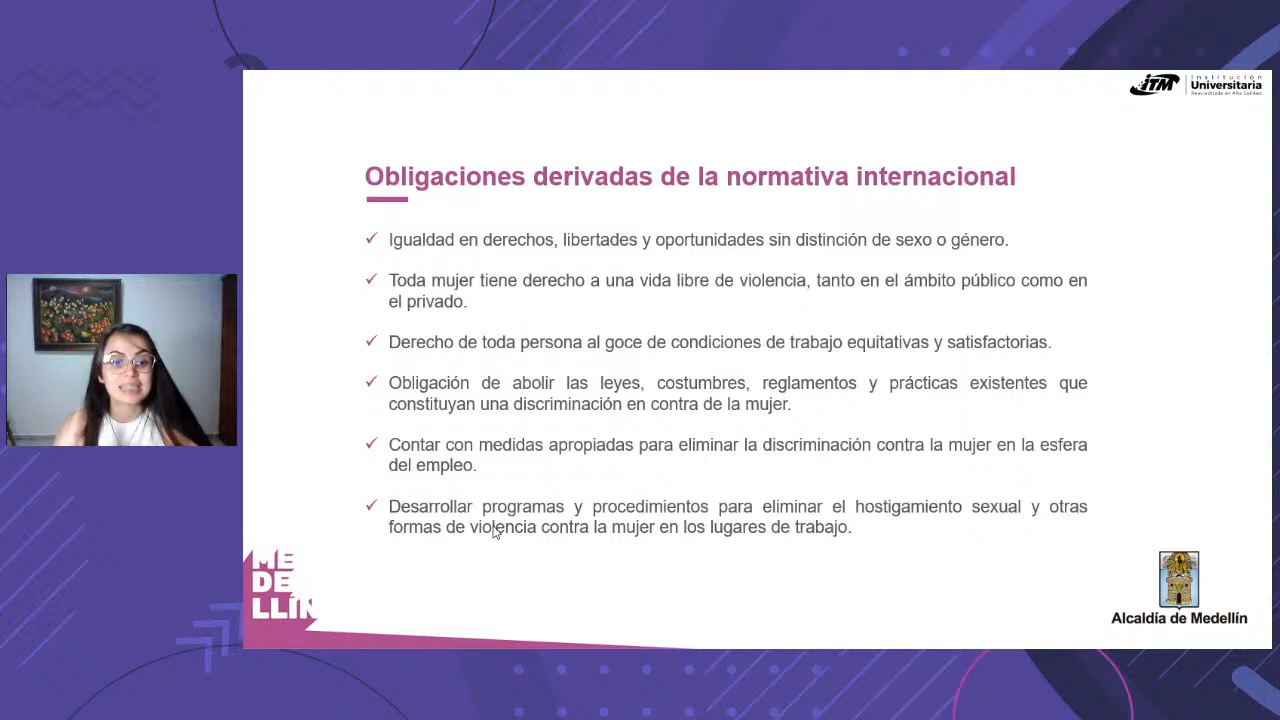 iTM
Institución
Universitaria
Reacreditada en Alta Calidad
Obligaciones derivadas de la normativa internacional
Igualdad en derechos, libertades y oportunidades sin distinción de sexo o género.
Toda mujer tiene derecho a una vida libre de violencia, tanto en el ámbito público como en
el privado.
Derecho de toda persona al goce de condiciones de trabajo equitativas y satisfactorias.
Obligación de abolir las leyes, costumbres, reglamentos y prácticas existentes que
constituyan una discriminación en contra de la mujer.
Contar con medidas apropiadas para eliminar la discriminación contra la mujer en la esfera
del empleo.
Desarrollar programas y procedimientos para eliminar el hostigamiento sexual y otras
formas de violencia contra la mujer en los lugares de trabajo.
ME
DE
LLÍN
Alcaldía de Medellín